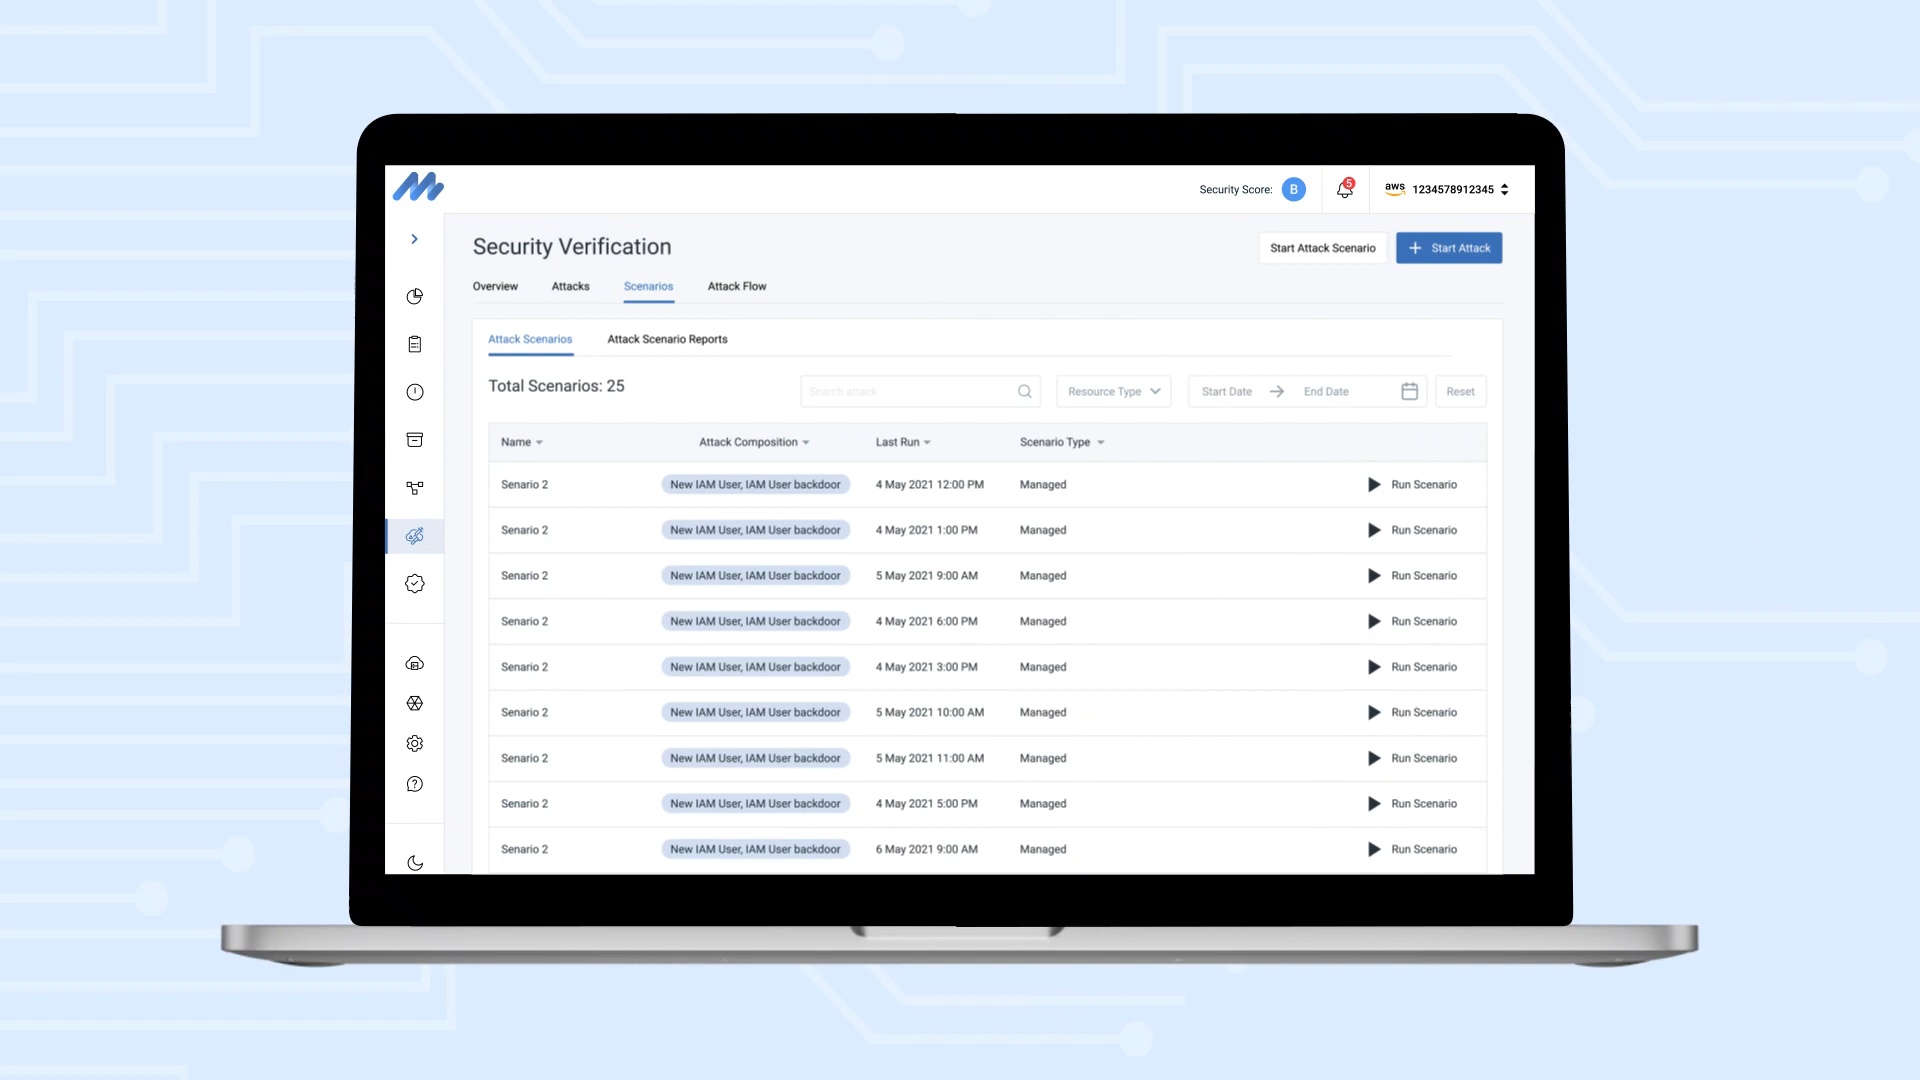 Security Score: B 5 aws 1234578912345
Security Verification Start Attack Scenario + Start Attack
Overview Attacks Scenarios Attack Flow
Attack Scenarios Attack Scenario Reports
Total Scenarios: 25 Search attack Resource Type Start Date → End Date Reset
Name Attack Composition Last Run Scenario Type
Senario 2 New IAM User, IAM User backdoor 4 May 2021 12:00 PM Managed Run Scenario
Senario 2 New IAM User, IAM User backdoor 4 May 2021 1:00 PM Managed Run Scenario
Senario 2 New IAM User, IAM User backdoor 5 May 2021 9:00 AM Managed Run Scenario
Senario 2 New IAM User, IAM User backdoor 4 May 2021 6:00 PM Managed Run Scenario
Senario 2 New IAM User, IAM User backdoor 4 May 2021 3:00 PM Managed Run Scenario
Senario 2 New IAM User, IAM User backdoor 5 May 2021 10:00 AM Managed Run Scenario
Senario 2 New IAM User, IAM User backdoor 5 May 2021 11:00 AM Managed Run Scenario
Senario 2 New IAM User, IAM User backdoor 4 May 2021 5:00 PM Managed Run Scenario
Senario 2 New IAM User, IAM User backdoor 6 May 2021 9:00 AM Managed Run Scenario